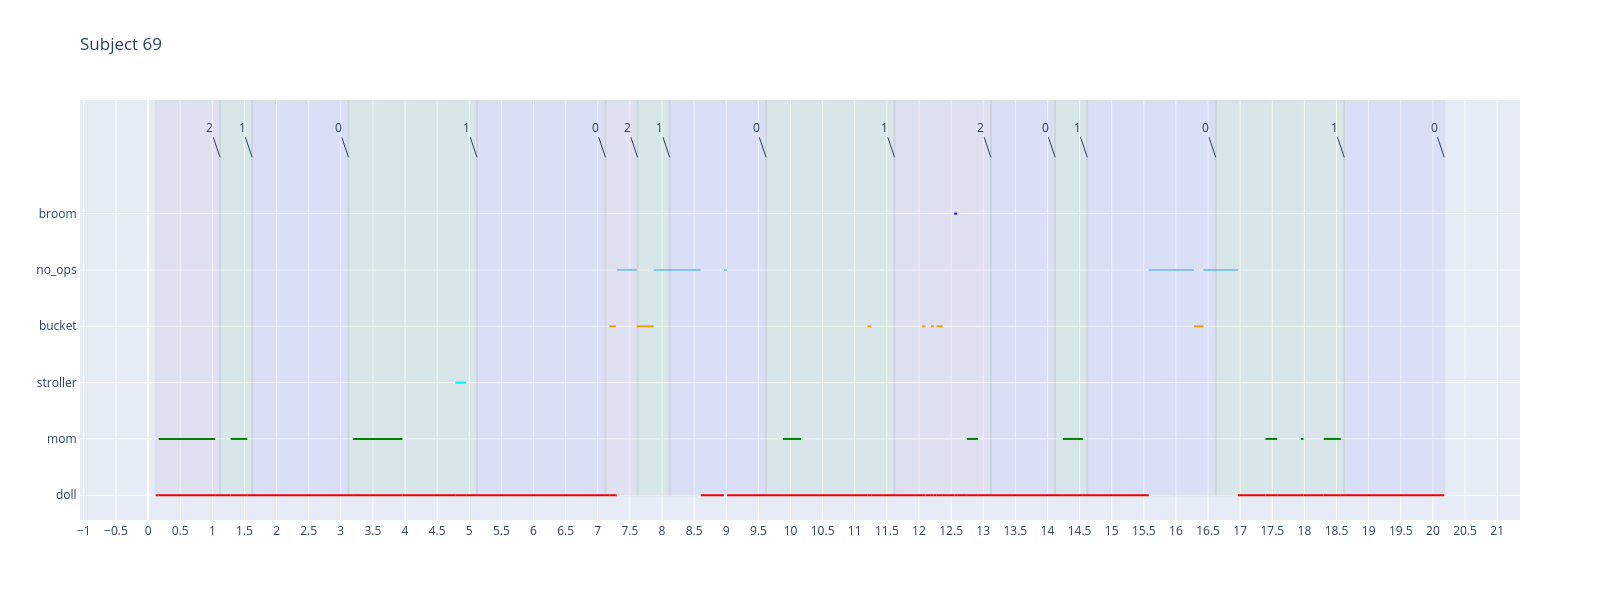 Subject 69
2 1 0 1 0 2 1 0 1 2 0 1 0 1 0
broom
no_ops
bucket
stroller
mom
doll
−1 −0.5 0 0.5 1 1.5 2 2.5 3 3.5 4 4.5 5 5.5 6 6.5 7 7.5 8 8.5 9 9.5 10 10.5 11 11.5 12 12.5 13 13.5 14 14.5 15 15.5 16 16.5 17 17.5 18 18.5 19 19.5 20 20.5 21